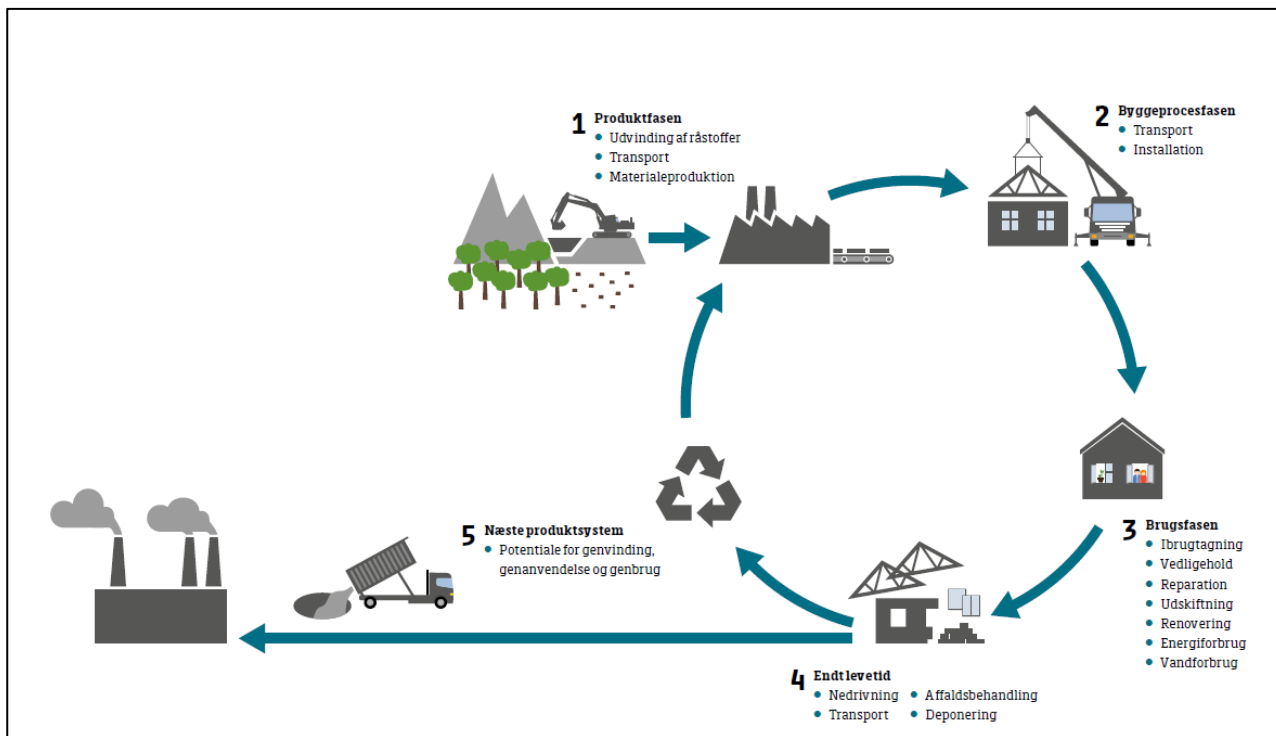 1 Produktfasen
• Udvinding af råstoffer
• Transport
• Materialeproduktion
2 Byggeprocesfasen
• Transport
• Installation
3 Brugsfasen
• Ibrugtagning
• Vedligehold
• Reparation
• Udskiftning
• Renovering
• Energiforbrug
• Vandforbrug
4 Endt levetid
• Nedrivning • Affaldsbehandling
• Transport • Deponering
5 Næste produktsystem
• Potentiale for genvinding,
genanvendelse og genbrug